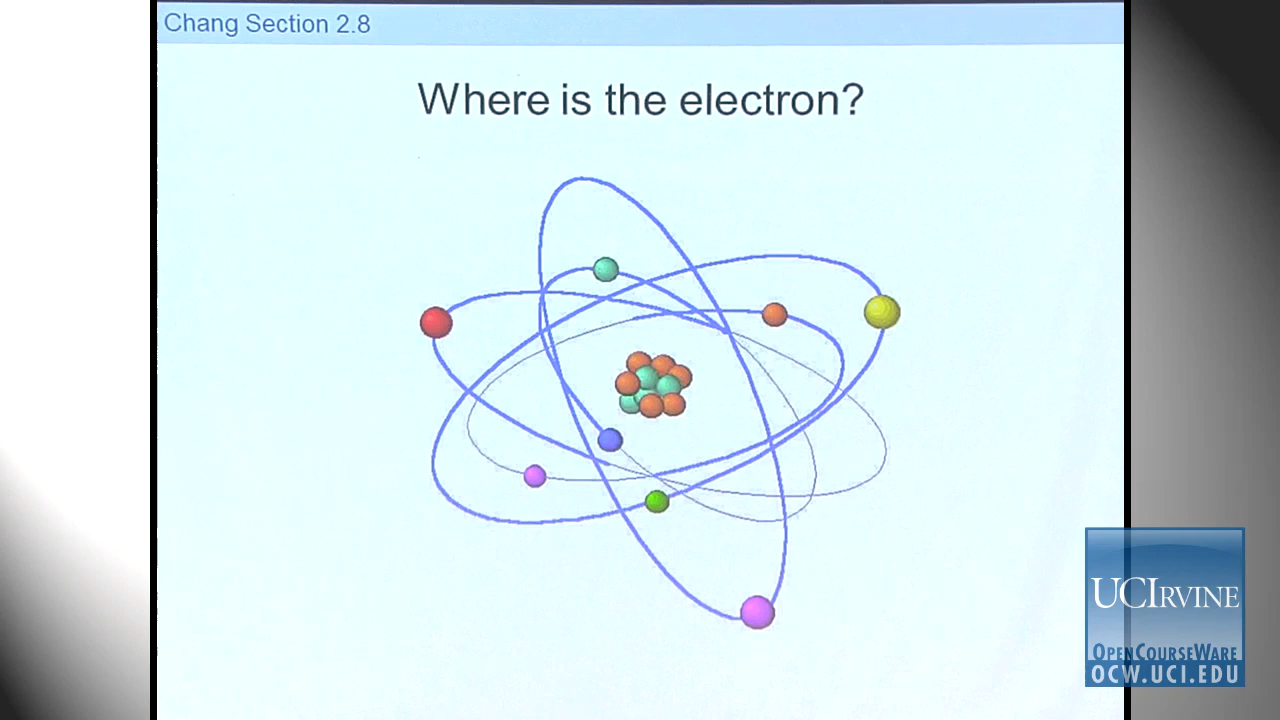 Chang Section 2.8
Where is the electron?
UCIRVINE
OPENCOURSEWARE
OCW.UCI.EDU